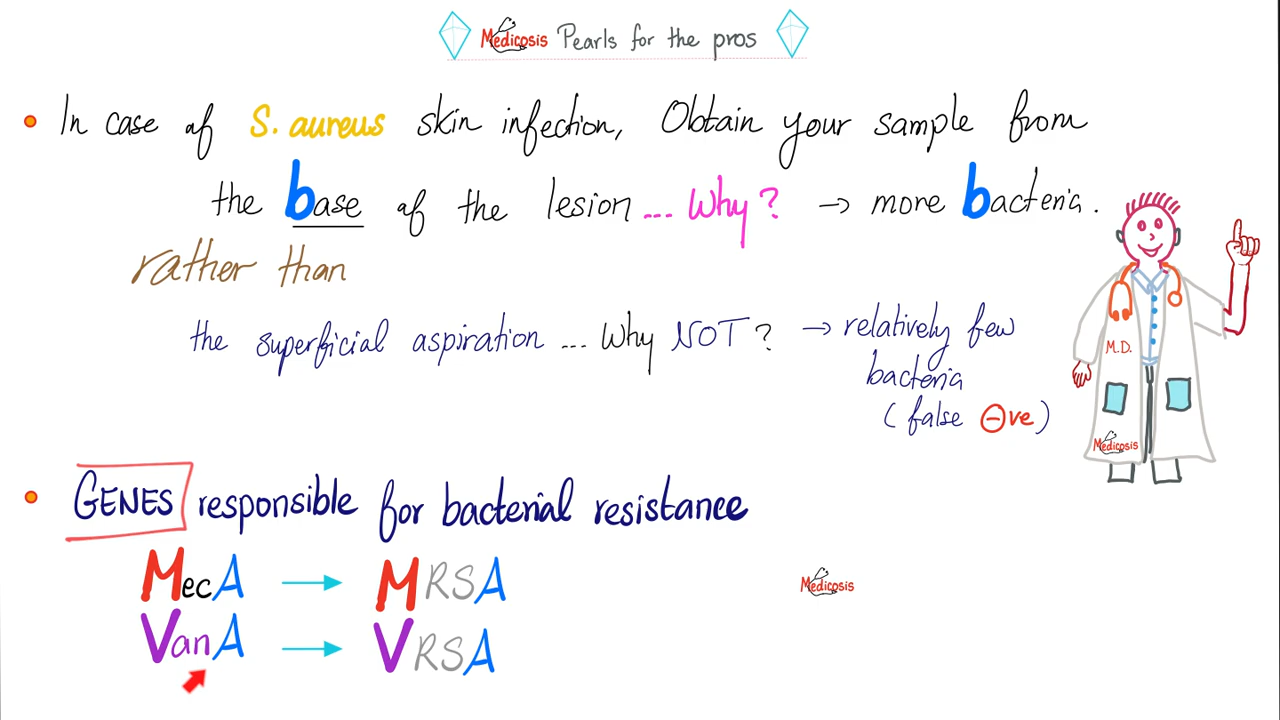 Medicosis Pearls for the pros
• In case of S. aureus skin infection, Obtain your sample from
the base of the lesion ... Why? → more bacteria.
rather than
the superficial aspiration ... Why NOT? → relatively few
bacteria
(false ⊖ve)
M.D.
Medicosis
• GENES responsible for bacterial resistance
MecA → MRSA
VanA → VRSA
Medicosis